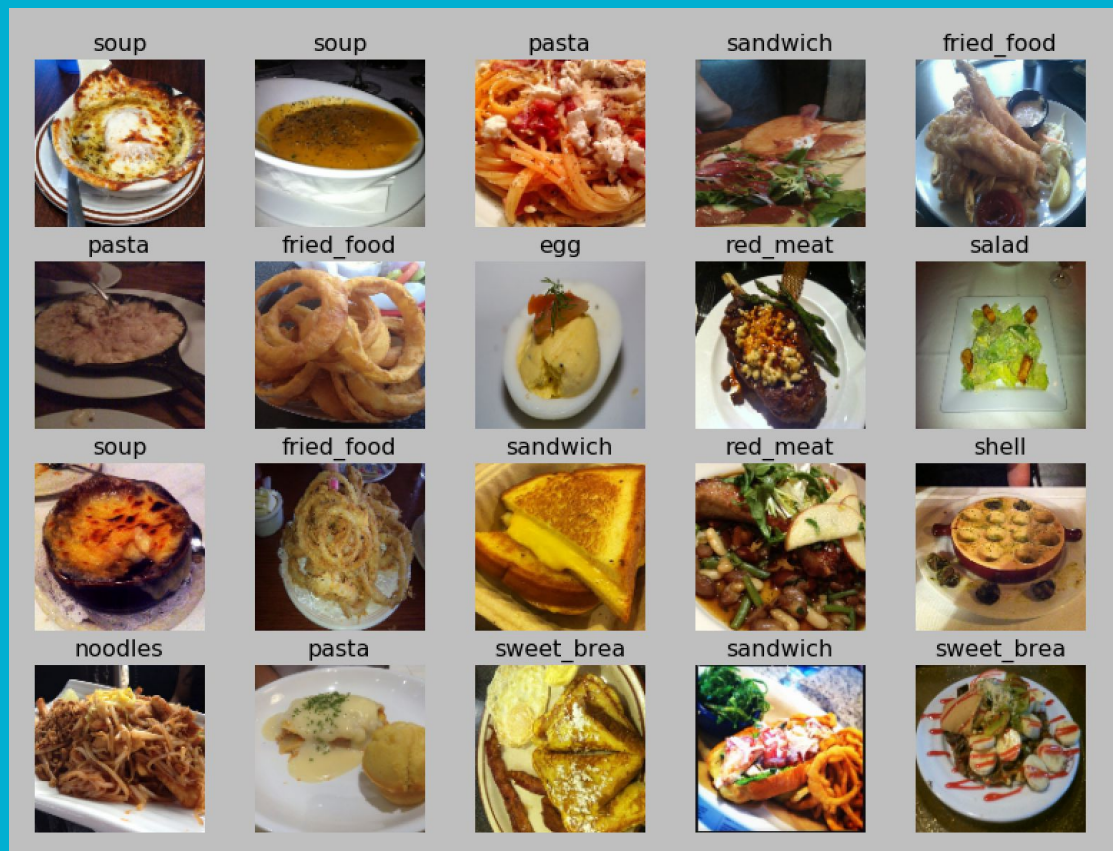 soup
soup
pasta
sandwich
fried_food
pasta
fried_food
egg
red_meat
salad
soup
fried_food
sandwich
red_meat
shell
noodles
pasta
sweet_brea
sandwich
sweet_brea